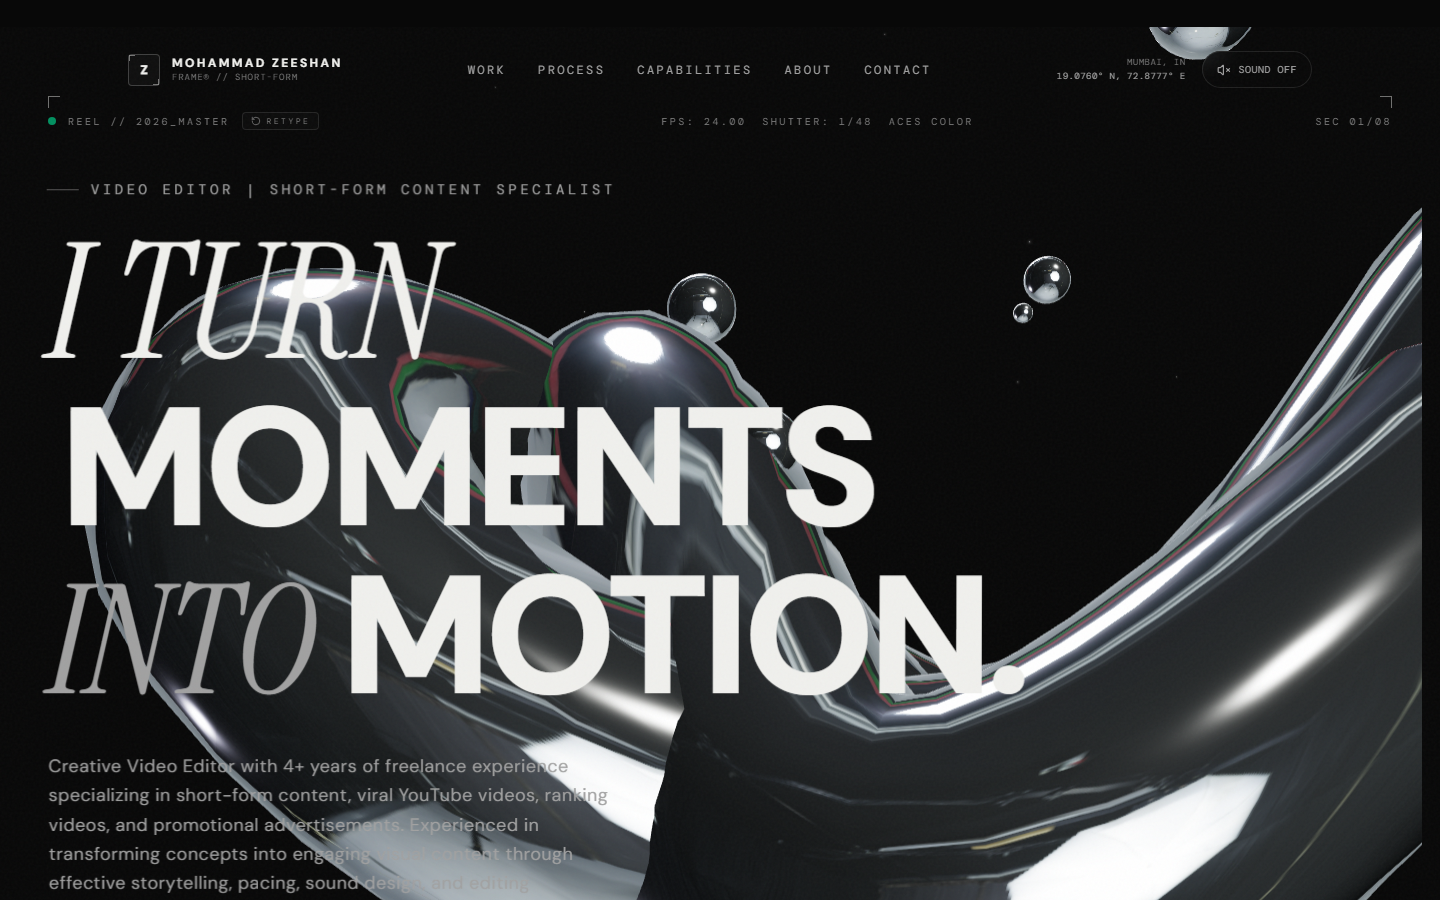 Z
MOHAMMAD ZEESHAN
FRAME® // SHORT-FORM
WORK PROCESS CAPABILITIES ABOUT CONTACT
MUMBAI, IN
19.0760° N, 72.8777° E
SOUND OFF
REEL // 2026_MASTER
RETYPE
FPS: 24.00 SHUTTER: 1/48 ACES COLOR
SEC 01/08
VIDEO EDITOR | SHORT-FORM CONTENT SPECIALIST
I TURN
MOMENTS
INTO MOTION.
Creative Video Editor with 4+ years of freelance experience
specializing in short-form content, viral YouTube videos, ranking
videos, and promotional advertisements. Experienced in
transforming concepts into engaging content through
effective storytelling, pacing, sound design, and editing